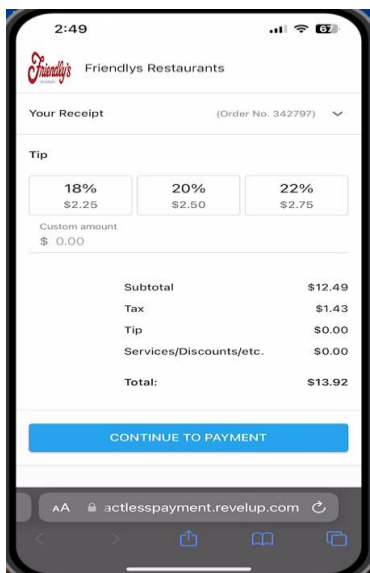 2:49
67
Friendly's
Friendlys Restaurants
Your Receipt (Order No. 342797)
Tip
18% 20% 22%
$2.25 $2.50 $2.75
Custom amount
$ 0.00
Subtotal $12.49
Tax $1.43
Tip $0.00
Services/Discounts/etc. $0.00
Total: $13.92
CONTINUE TO PAYMENT
AA actlesspayment.revelup.com